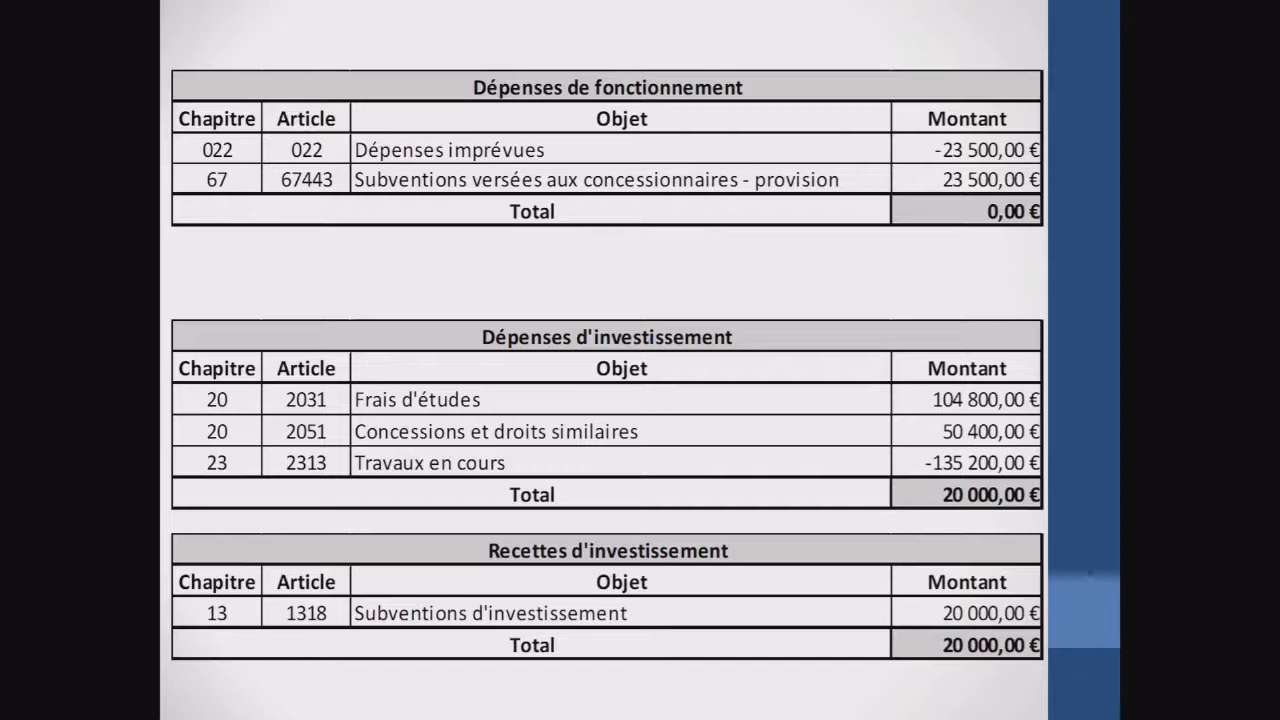 Dépenses de fonctionnement
Chapitre Article Objet Montant
022 022 Dépenses imprévues -23 500,00 €
67 67443 Subventions versées aux concessionnaires - provision 23 500,00 €
Total 0,00 €
Dépenses d'investissement
Chapitre Article Objet Montant
20 2031 Frais d'études 104 800,00 €
20 2051 Concessions et droits similaires 50 400,00 €
23 2313 Travaux en cours -135 200,00 €
Total 20 000,00 €
Recettes d'investissement
Chapitre Article Objet Montant
13 1318 Subventions d'investissement 20 000,00 €
Total 20 000,00 €